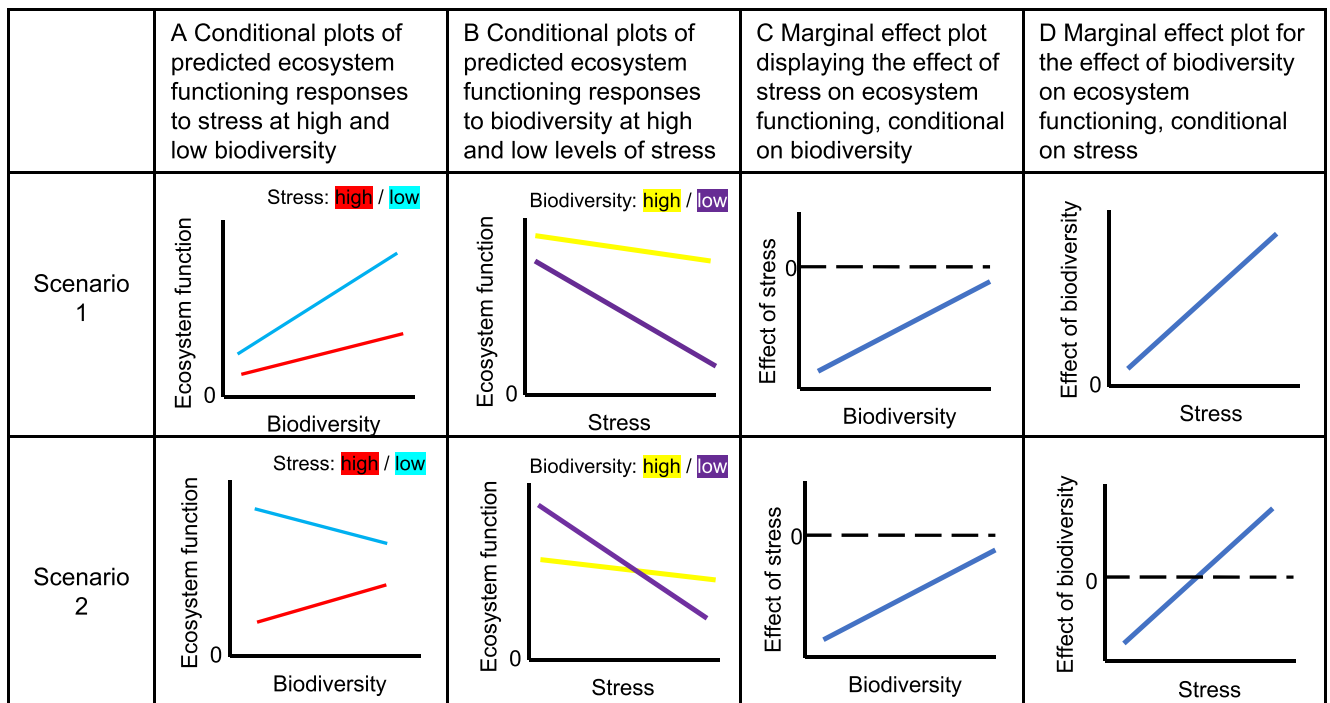 A Conditional plots of
predicted ecosystem
functioning responses
to stress at high and
low biodiversity
B Conditional plots of
predicted ecosystem
functioning responses
to biodiversity at high
and low levels of stress
C Marginal effect plot
displaying the effect of
stress on ecosystem
functioning, conditional
on biodiversity
D Marginal effect plot for
the effect of biodiversity
on ecosystem
functioning, conditional
on stress
Scenario
1
Stress: high / low
Ecosystem function
0
Biodiversity
Biodiversity: high / low
Ecosystem function
0
Stress
Effect of stress
0
Biodiversity
Effect of biodiversity
0
Stress
Scenario
2
Stress: high / low
Ecosystem function
0
Biodiversity
Biodiversity: high / low
Ecosystem function
0
Stress
Effect of stress
0
Biodiversity
Effect of biodiversity
0
Stress